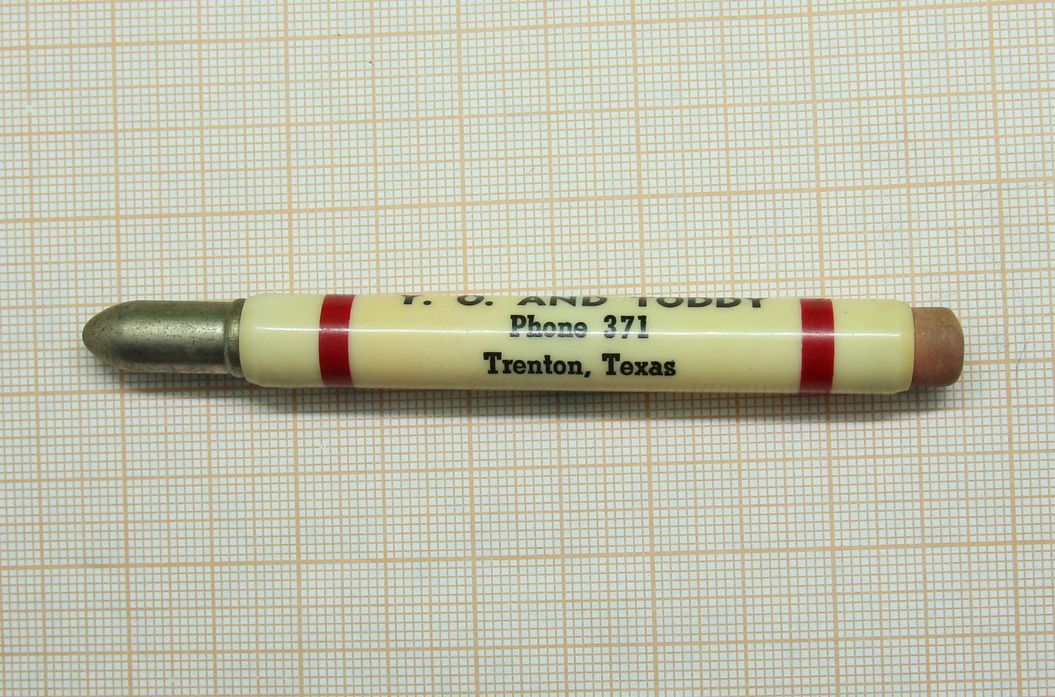 T. C. AND TODDY
Phone 371
Trenton, Texas